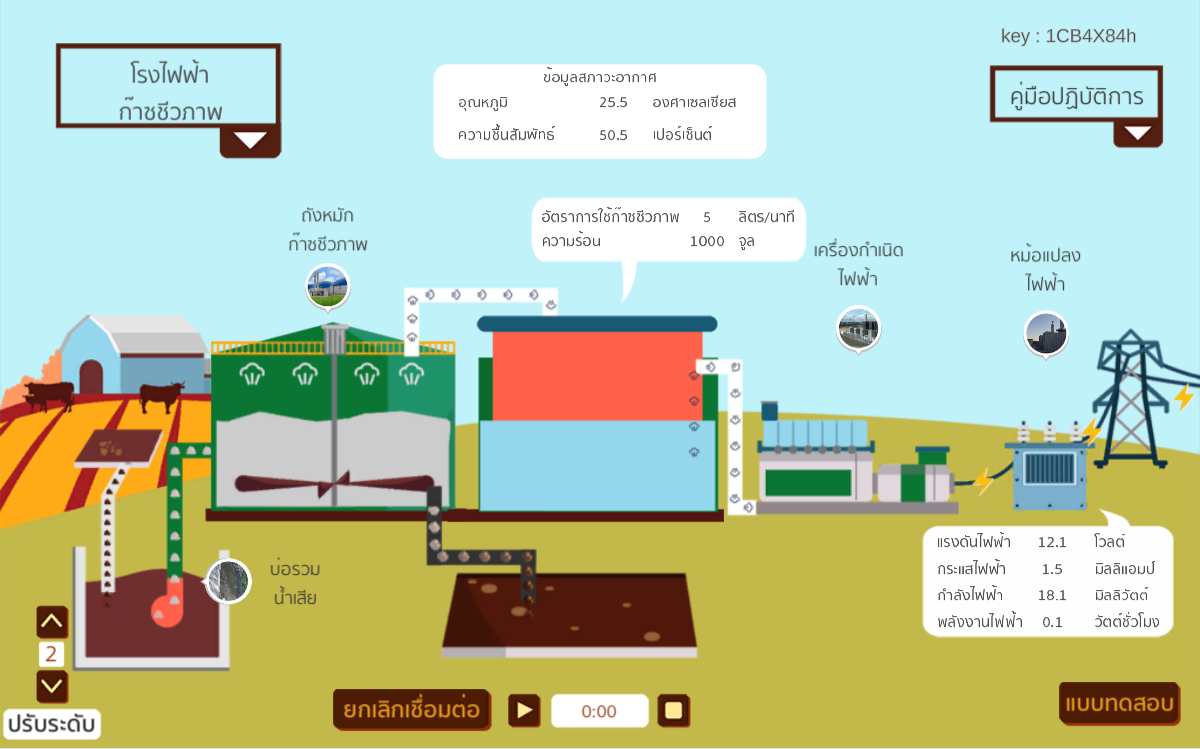 key : 1CB4X84h
โรงไฟฟ้า
ก๊าซชีวภาพ
ข้อมูลสภาวะอากาศ
อุณหภูมิ 25.5 องศาเซลเซียส
ความชื้นสัมพัทธ์ 50.5 เปอร์เซ็นต์
คู่มือปฏิบัติการ
ถังหมัก
ก๊าซชีวภาพ
อัตราการใช้ก๊าซชีวภาพ 5 ลิตร/นาที
ความร้อน 1000 จูล
เครื่องกำเนิด
ไฟฟ้า
หม้อแปลง
ไฟฟ้า
บ่อรวม
น้ำเสีย
แรงดันไฟฟ้า 12.1 โวลต์
กระแสไฟฟ้า 1.5 มิลลิแอมป์
กำลังไฟฟ้า 18.1 มิลลิวัตต์
พลังงานไฟฟ้า 0.1 วัตต์ชั่วโมง
2
ปรับระดับ
ยกเลิกเชื่อมต่อ
0:00
แบบทดสอบ